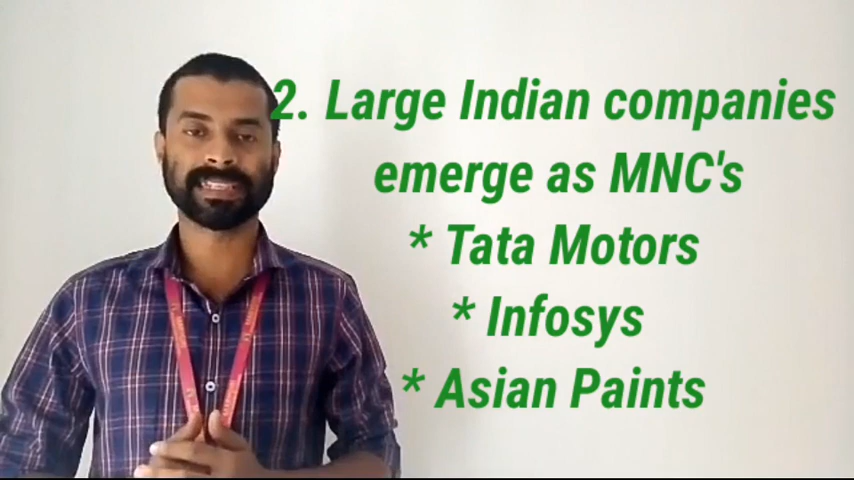 2. Large Indian companies
emerge as MNC's
* Tata Motors
* Infosys
* Asian Paints